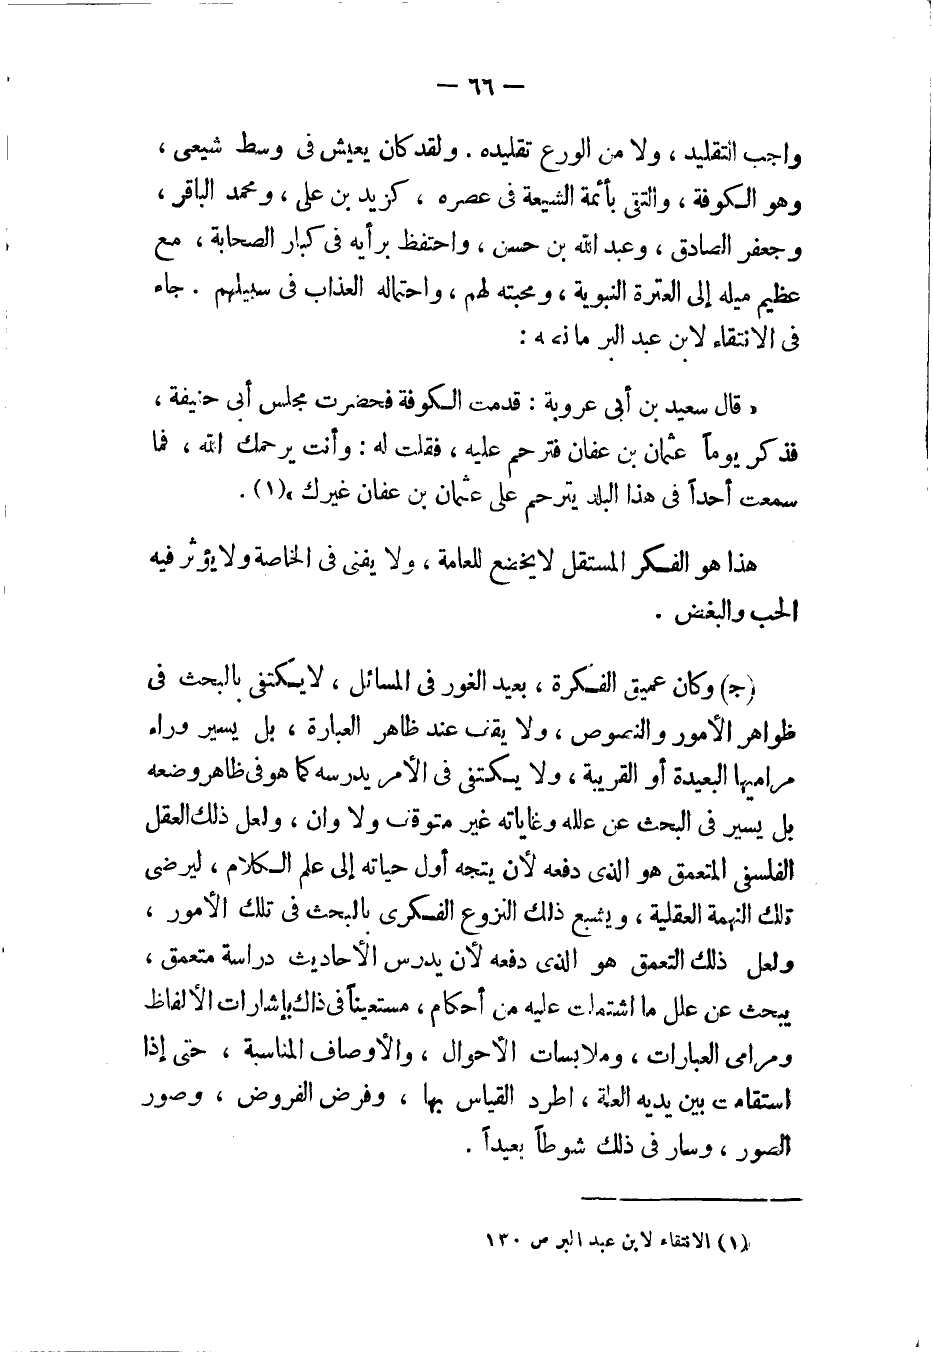 — ٦٦ —
واجب التقليد ، ولا من الورع تقليده . ولقد كان يعيش فى وسط شيعى ،
وهو الكوفة ، والتقى بأئمة الشيعة فى عصره ، كزيد بن على ، ومحمد الباقر ،
وجعفر الصادق ، وعبد الله بن حسن ، واحتفظ برأيه فى كبار الصحابة ، مع
عظيم ميله إلى العترة النبوية ، ومحبته لهم ، واحتماله العذاب فى سبيلهم . جاء
فى الانتقاء لابن عبد البر ما نصه :
« قال سعيد بن أبى عروبة : قدمت الكوفة فحضرت مجلس أبى حنيفة ،
فذكر يوماً عثمان بن عفان فترحم عليه ، فقلت له : وأنت يرحمك الله ، فما
سمعت أحداً فى هذا البلد يترحم على عثمان بن عفان غيرك »(١) .
هذا هو الفكر المستقل لايخضع للعامة ، ولا يفنى فى الخاصة ولا يؤثر فيه
الحب والبغض .
(ج) وكان عميق الفكرة ، بعيد الغور فى المسائل ، لا يكتفى بالبحث فى
ظواهر الأمور والنصوص ، ولا يقف عند ظاهر العبارة ، بل يسير وراء
مراميها البعيدة أو القريبة ، ولا يكتفى فى الأمر يدرسه كما هو فى ظاهر وضعه
بل يسير فى البحث عن علله وغاياته غير متوقف ولا وان ، ولعل ذلك العقل
الفلسفى المتعمق هو الذى دفعه لأن يتجه أول حياته إلى علم الكلام ، ليرضى
تلك النهمة العقلية ، ويشبع ذلك النزوع الفكرى بالبحث فى تلك الأمور ،
ولعل ذلك التعمق هو الذى دفعه لأن يدرس الأحاديث دراسة متعمق ،
يبحث عن علل ما اشتملت عليه من أحكام ، مستعيناً فى ذاك بإشارات الألفاظ
ومرامى العبارات ، وملابسات الأحوال ، والأوصاف المناسبة ، حتى إذا
استقامت بين يديه العلة ، اطرد القياس بها ، وفرض الفروض ، وصور
الصور ، وسار فى ذلك شوطاً بعيداً .
(١) الانتقاء لابن عبد البر ص ١٣٠